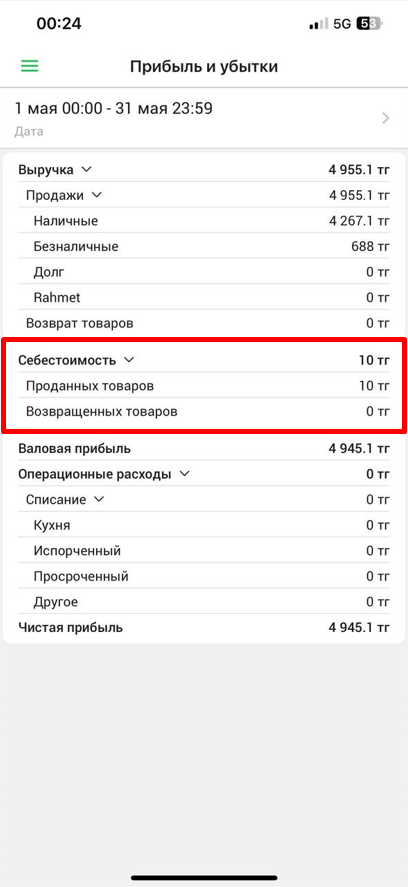 00:24 5G 53
Прибыль и убытки
1 мая 00:00 - 31 мая 23:59
Дата
Выручка 4 955.1 тг
Продажи 4 955.1 тг
Наличные 4 267.1 тг
Безналичные 688 тг
Долг 0 тг
Rahmet 0 тг
Возврат товаров 0 тг
Себестоимость 10 тг
Проданных товаров 10 тг
Возвращенных товаров 0 тг
Валовая прибыль 4 945.1 тг
Операционные расходы 0 тг
Списание 0 тг
Кухня 0 тг
Испорченный 0 тг
Просроченный 0 тг
Другое 0 тг
Чистая прибыль 4 945.1 тг